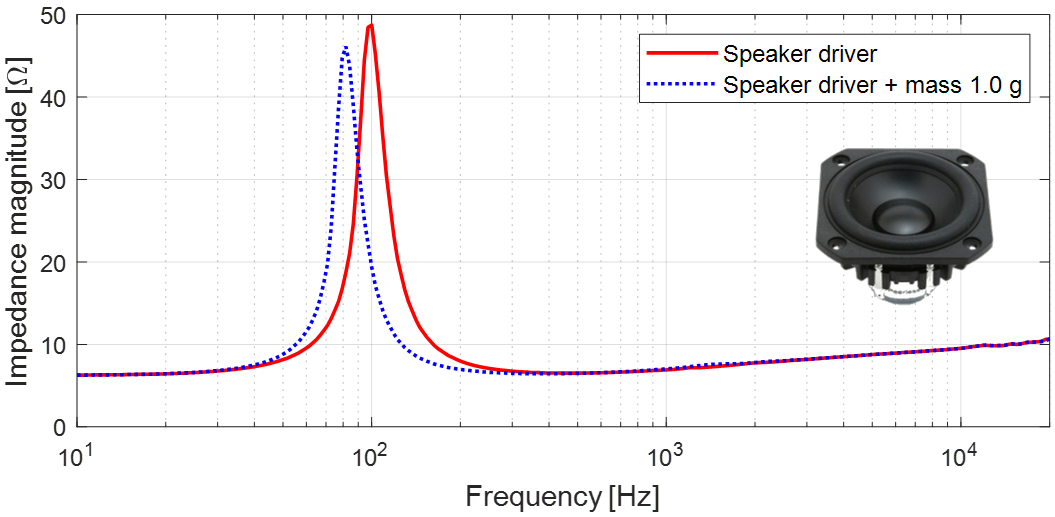 50
40
30
20
10
0
Impedance magnitude [Ω]
Speaker driver
Speaker driver + mass 1.0 g
10^1
10^2
10^3
10^4
Frequency [Hz]